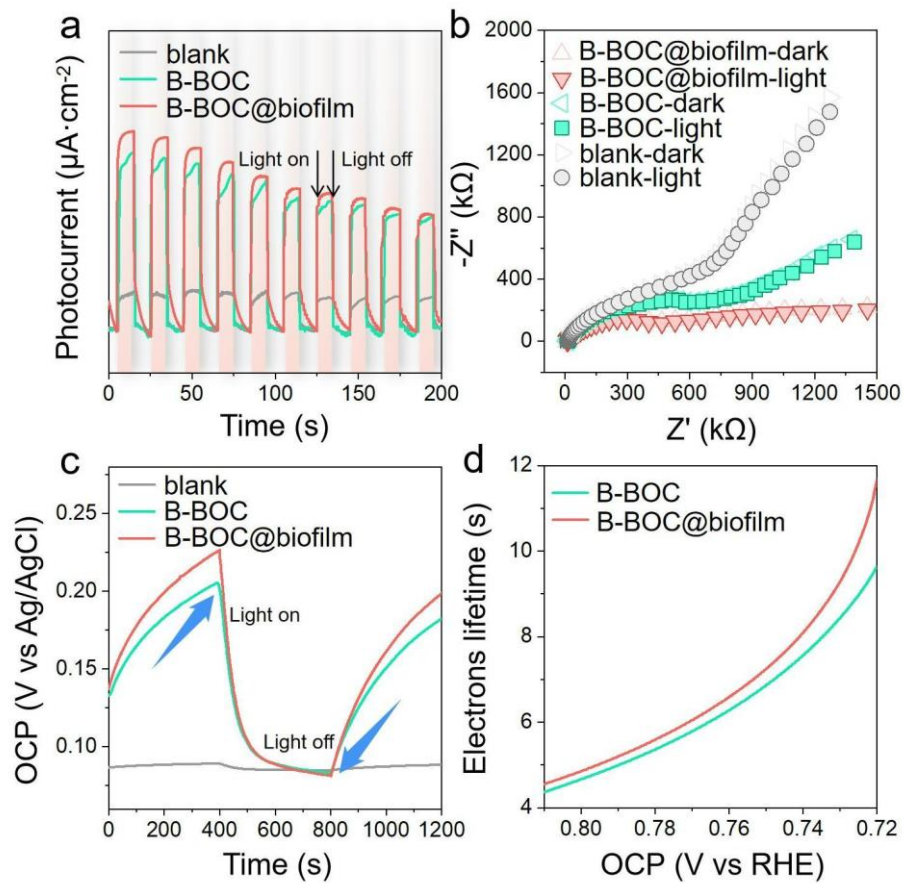 a
blank
B-BOC
B-BOC@biofilm
Light on
Light off
Photocurrent (μA·cm⁻²)
0 50 100 150 200
Time (s)
b
B-BOC@biofilm-dark
B-BOC@biofilm-light
B-BOC-dark
B-BOC-light
blank-dark
blank-light
-Z" (kΩ)
2000
1600
1200
800
400
0
0 300 600 900 1200 1500
Z' (kΩ)
c
blank
B-BOC
B-BOC@biofilm
Light on
Light off
OCP (V vs Ag/AgCl)
0.25
0.20
0.15
0.10
0 200 400 600 800 1000 1200
Time (s)
d
B-BOC
B-BOC@biofilm
Electrons lifetime (s)
12
10
8
6
4
0.80 0.78 0.76 0.74 0.72
OCP (V vs RHE)